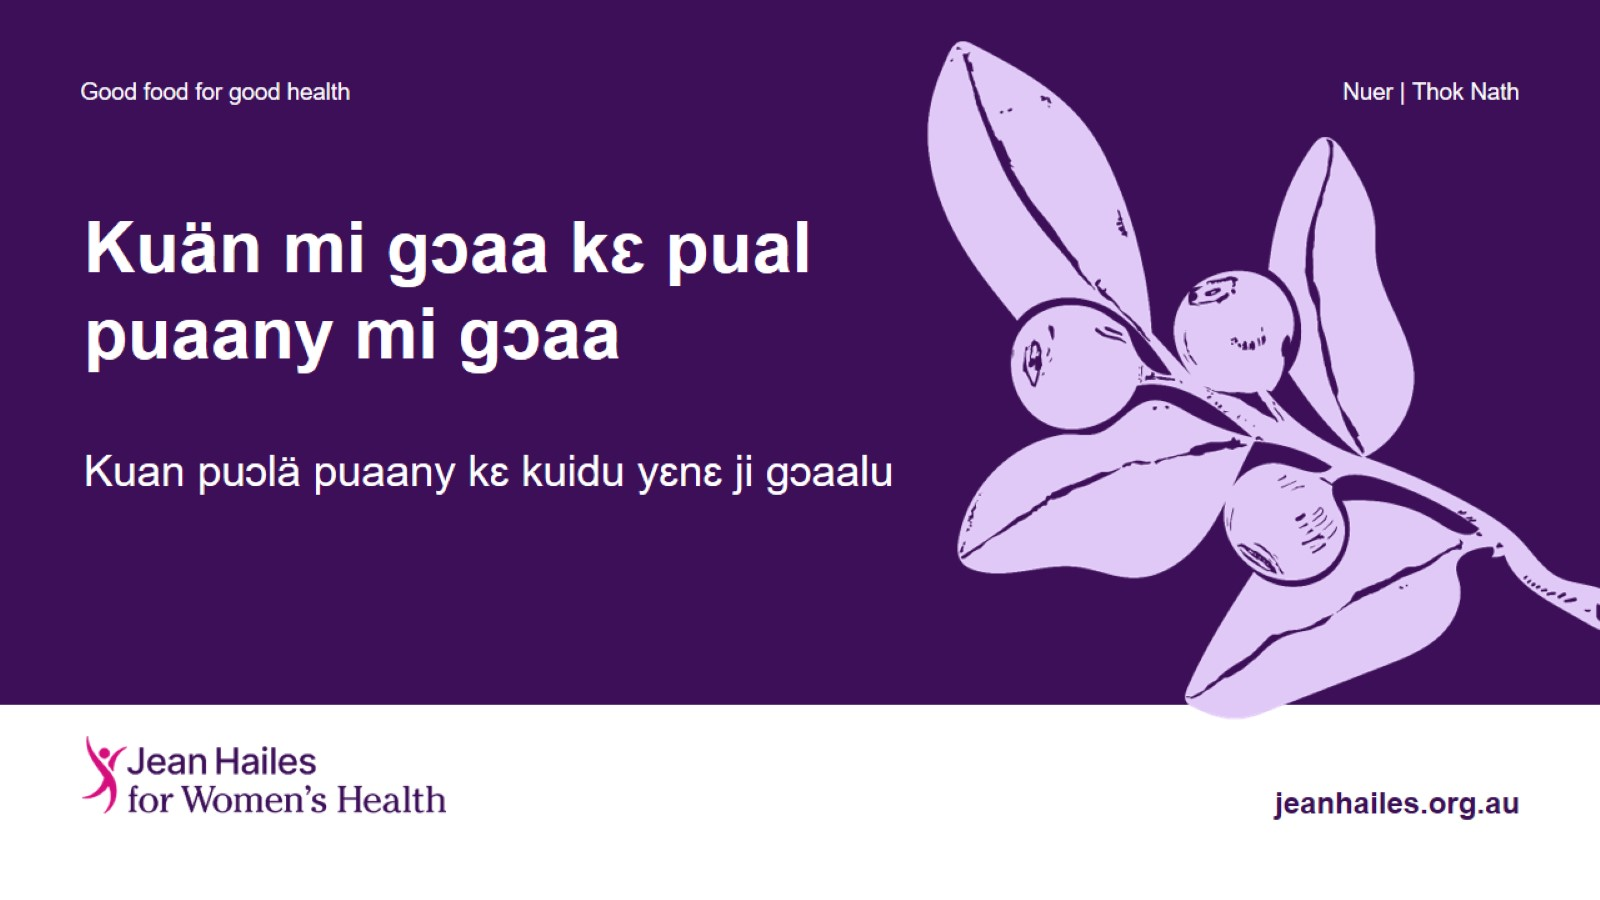 Good food for good health
Nuer | Thok Nath
Kuän mi gɔaa kɛ pual
puaany mi gɔaa
Kuan puɔlä puaany kɛ kuidu yɛnɛ ji gɔaalu
Jean Hailes
for Women's Health
jeanhailes.org.au